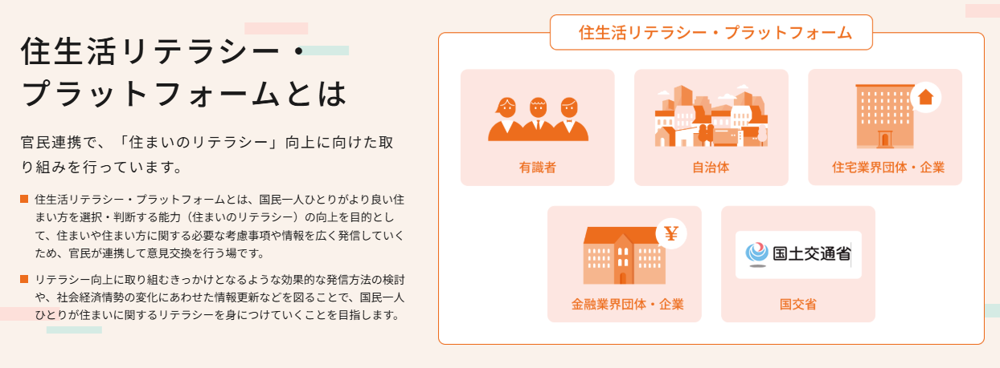 住生活リテラシー・
プラットフォームとは
官民連携で、「住まいのリテラシー」向上に向けた取
り組みを行っています。
住生活リテラシー・プラットフォームとは、国民一人ひとりがより良い住
まい方を選択・判断する能力（住まいのリテラシー）の向上を目的とし
て、住まいや住まい方に関する必要な考慮事項や情報を広く発信していく
ため、官民が連携して意見交換を行う場です。
リテラシー向上に取り組むきっかけとなるような効果的な発信方法の検討
や、社会経済情勢の変化にあわせた情報更新などを図ることで、国民一人
ひとりが住まいに関するリテラシーを身につけていくことを目指します。
住生活リテラシー・プラットフォーム
有識者
自治体
住宅業界団体・企業
¥
金融業界団体・企業
国土交通省
国交省